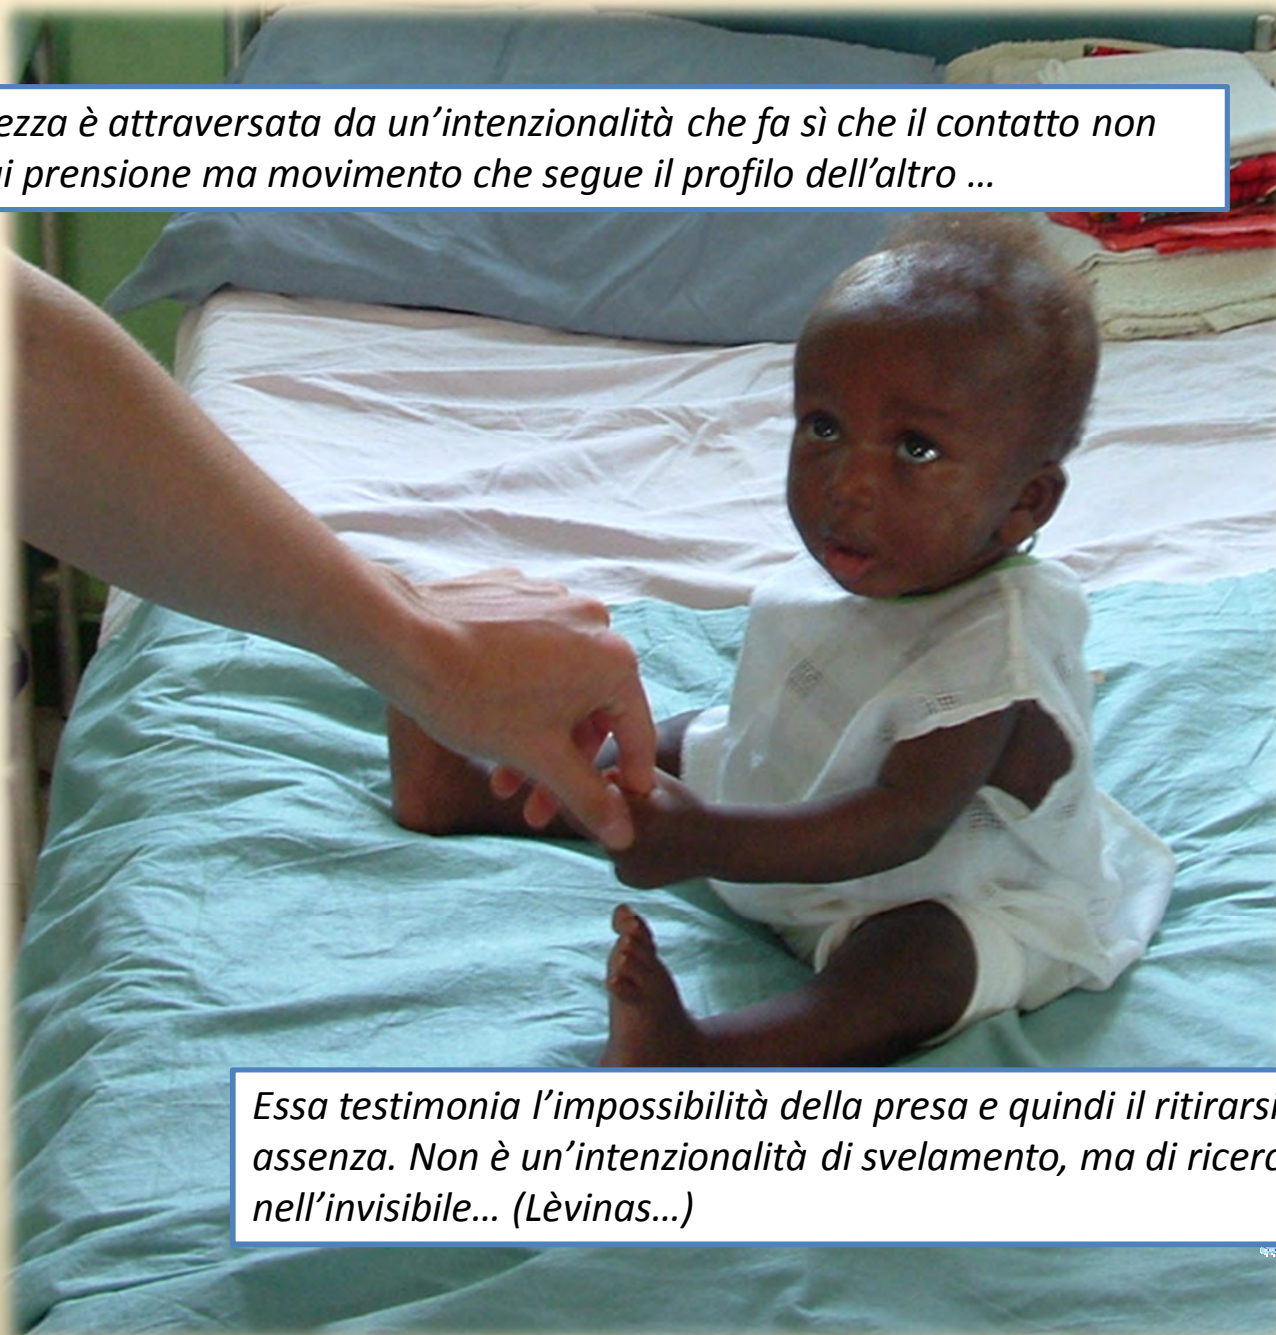 ezza è attraversata da un’intenzionalità che fa sì che il contatto non
i prensione ma movimento che segue il profilo dell’altro …
Essa testimonia l’impossibilità della presa e quindi il ritirarsi
assenza. Non è un’intenzionalità di svelamento, ma di ricerc
nell’invisibile… (Lèvinas…)